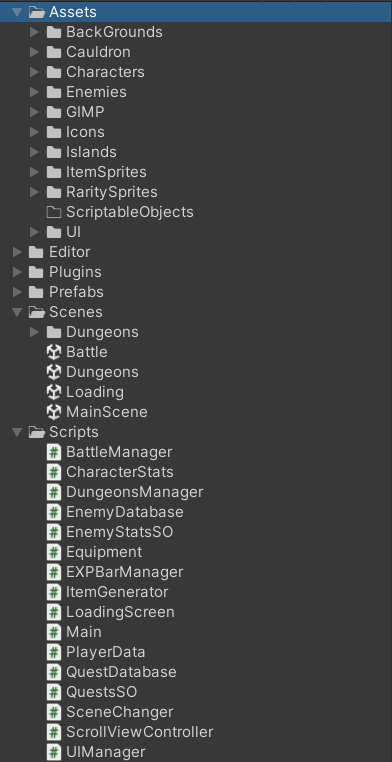 Assets
BackGrounds
Cauldron
Characters
Enemies
GIMP
Icons
Islands
ItemSprites
RaritySprites
ScriptableObjects
UI
Editor
Plugins
Prefabs
Scenes
Dungeons
Battle
Dungeons
Loading
MainScene
Scripts
BattleManager
CharacterStats
DungeonsManager
EnemyDatabase
EnemyStatsSO
Equipment
EXPBarManager
ItemGenerator
LoadingScreen
Main
PlayerData
QuestDatabase
QuestsSO
SceneChanger
ScrollViewController
UIManager